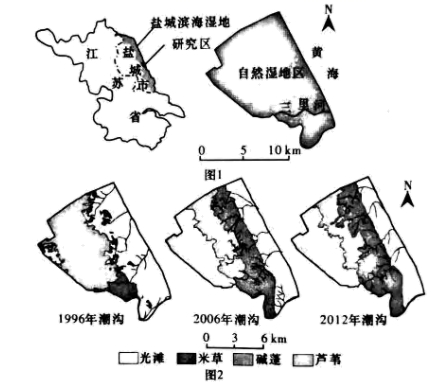 盐城滨海湿地
研究区
江
苏
省
盐
城
市
N
黄
海
自然湿地区
三里河
0 5 10 km
图1
N
1996年潮沟
2006年潮沟
2012年潮沟
0 3 6 km
光滩 米草 碱蓬 芦苇
图2